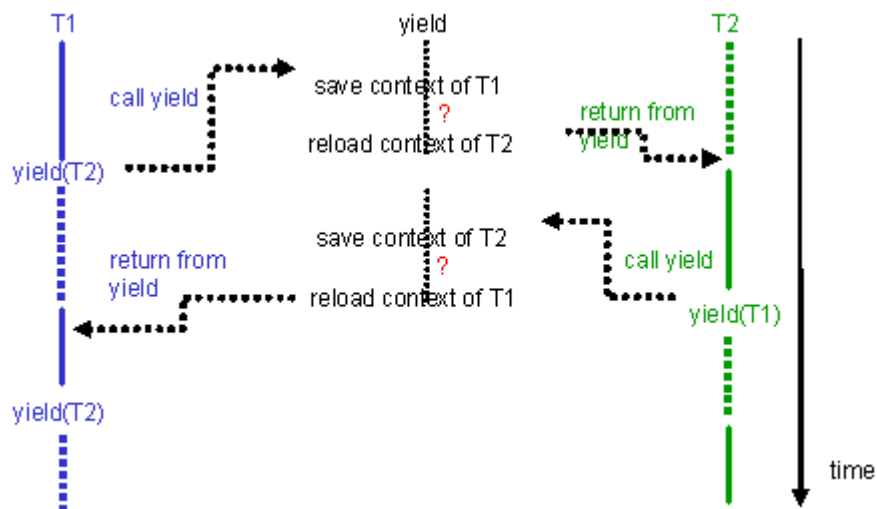 T1
yield
T2
call yield
save context of T1
?
reload context of T2
return from
yield
yield(T2)
save context of T2
?
reload context of T1
return from
yield
call yield
yield(T1)
yield(T2)
time